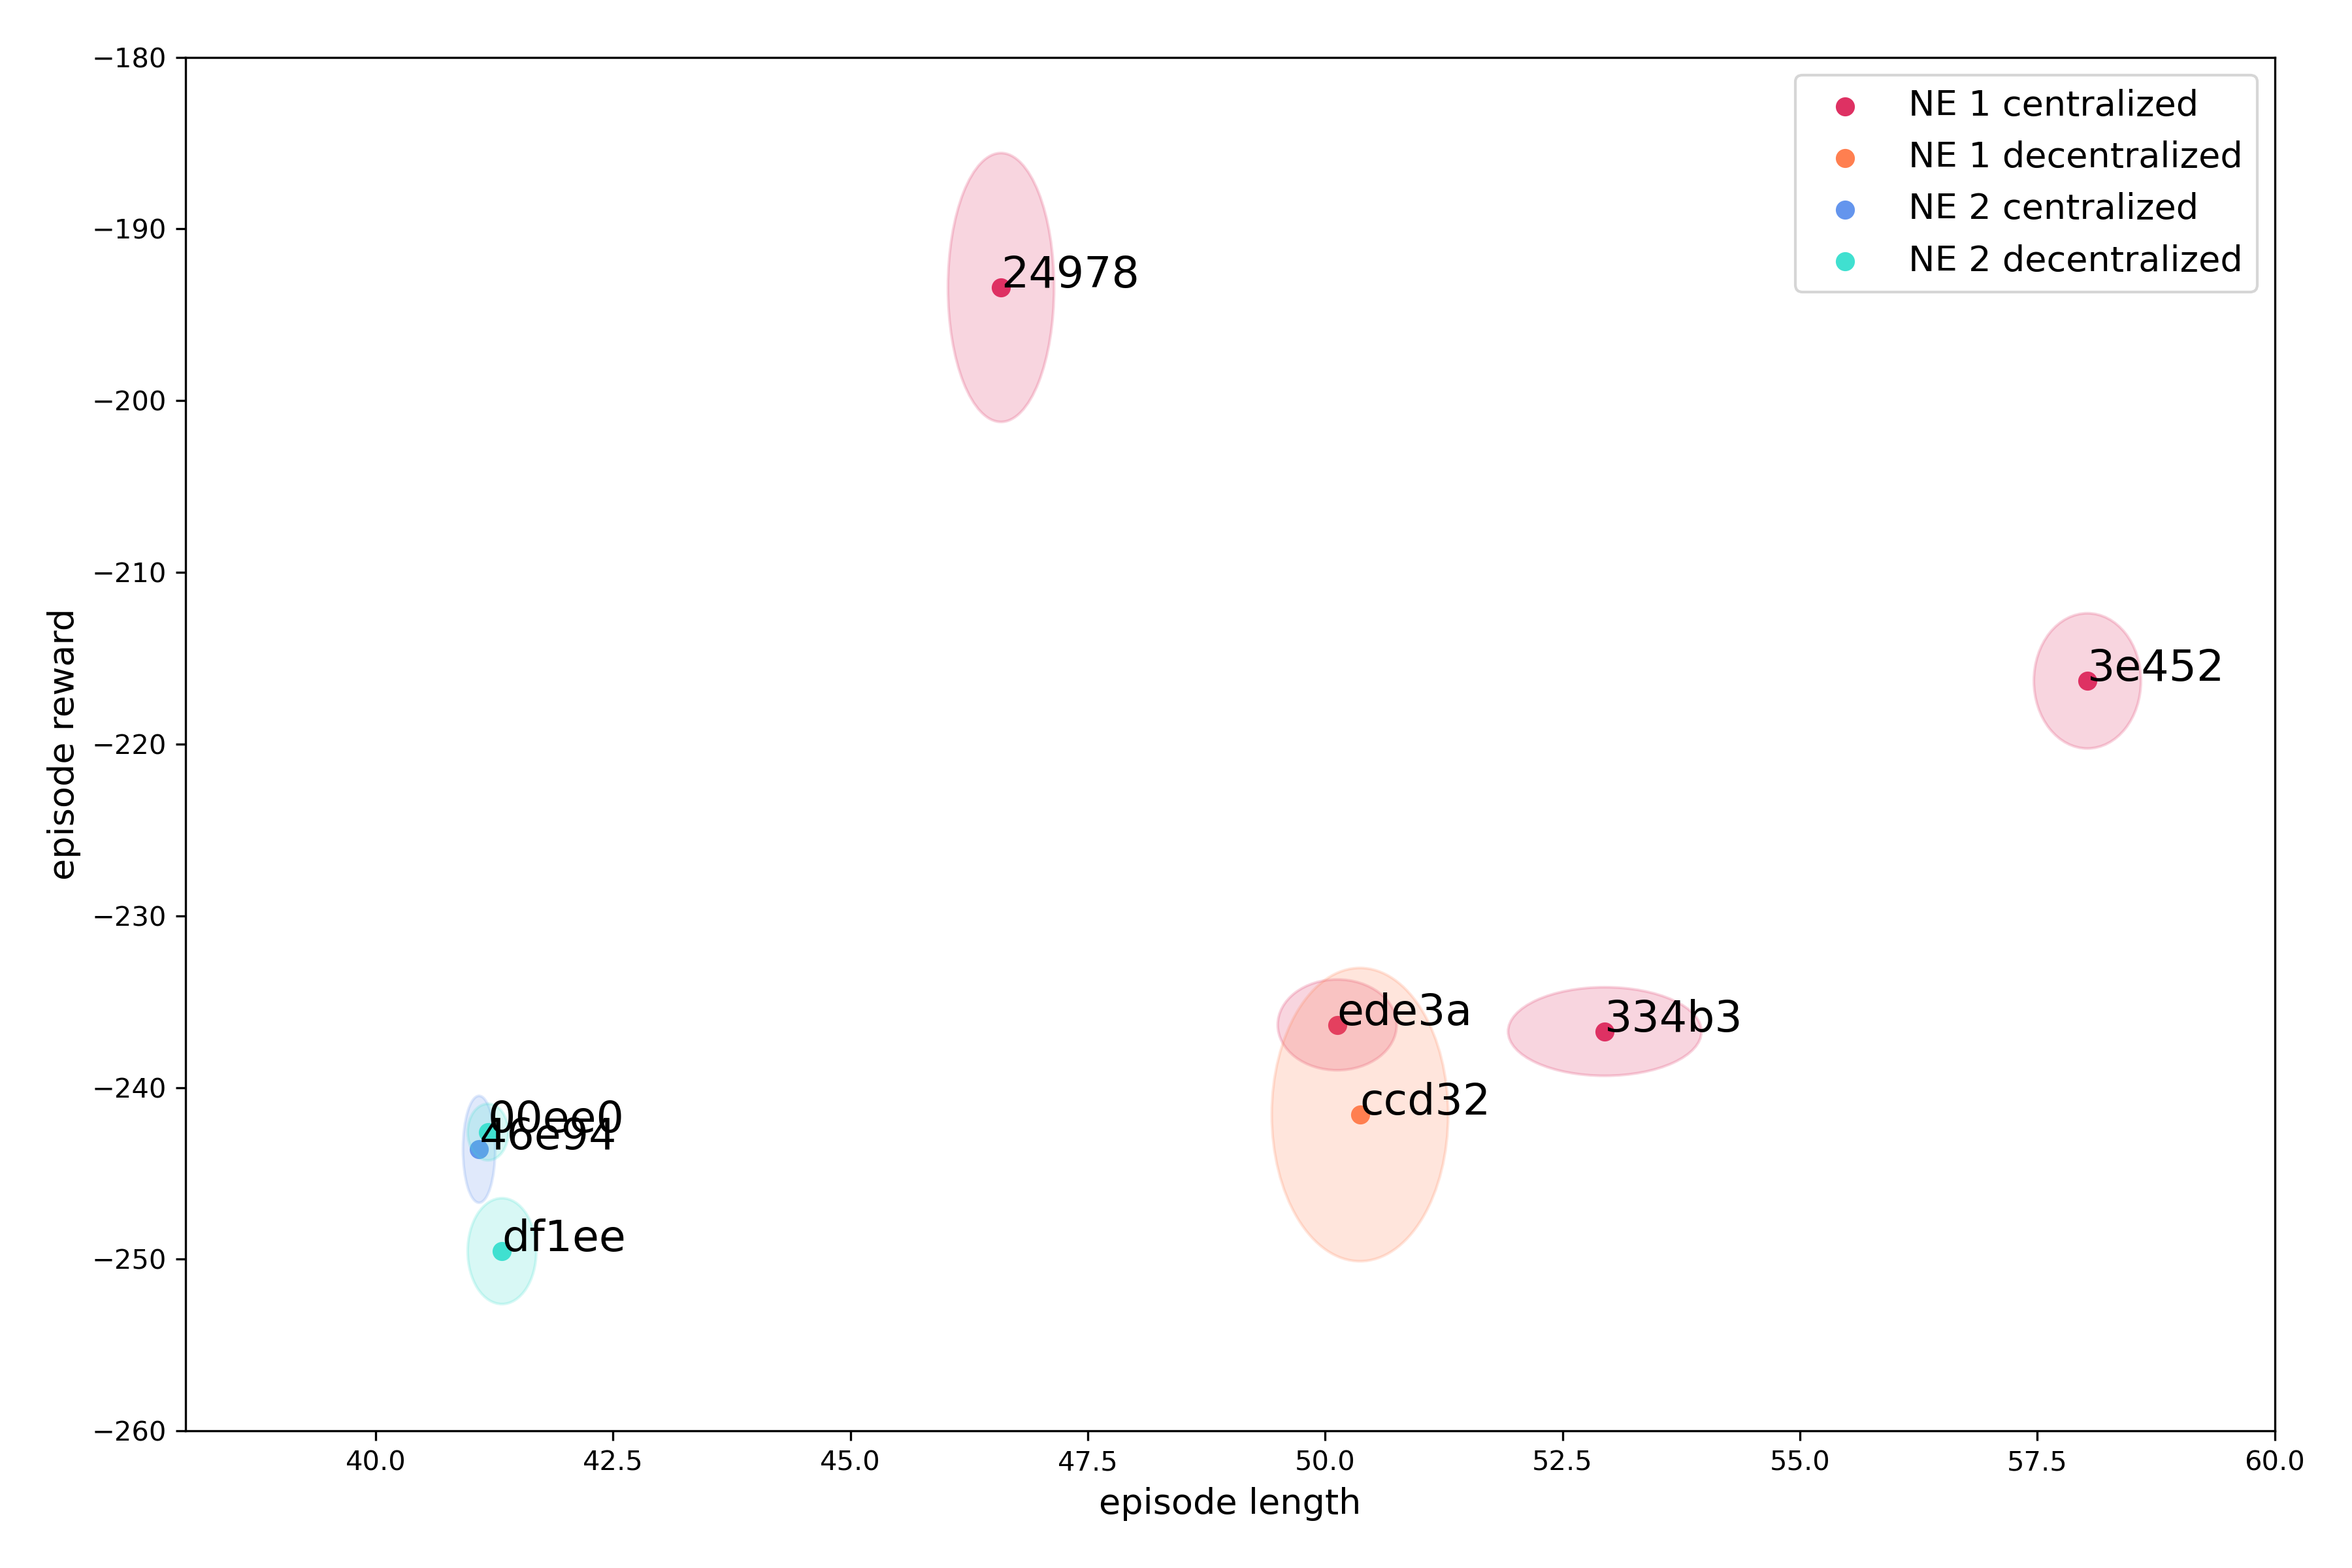 −180
−190
−200
−210
−220
−230
−240
−250
−260
episode reward
NE 1 centralized
NE 1 decentralized
NE 2 centralized
NE 2 decentralized
24978
3e452
ede3a
334b3
ccd32
00ee0
46e94
df1ee
40.0 42.5 45.0 47.5 50.0 52.5 55.0 57.5 60.0
episode length